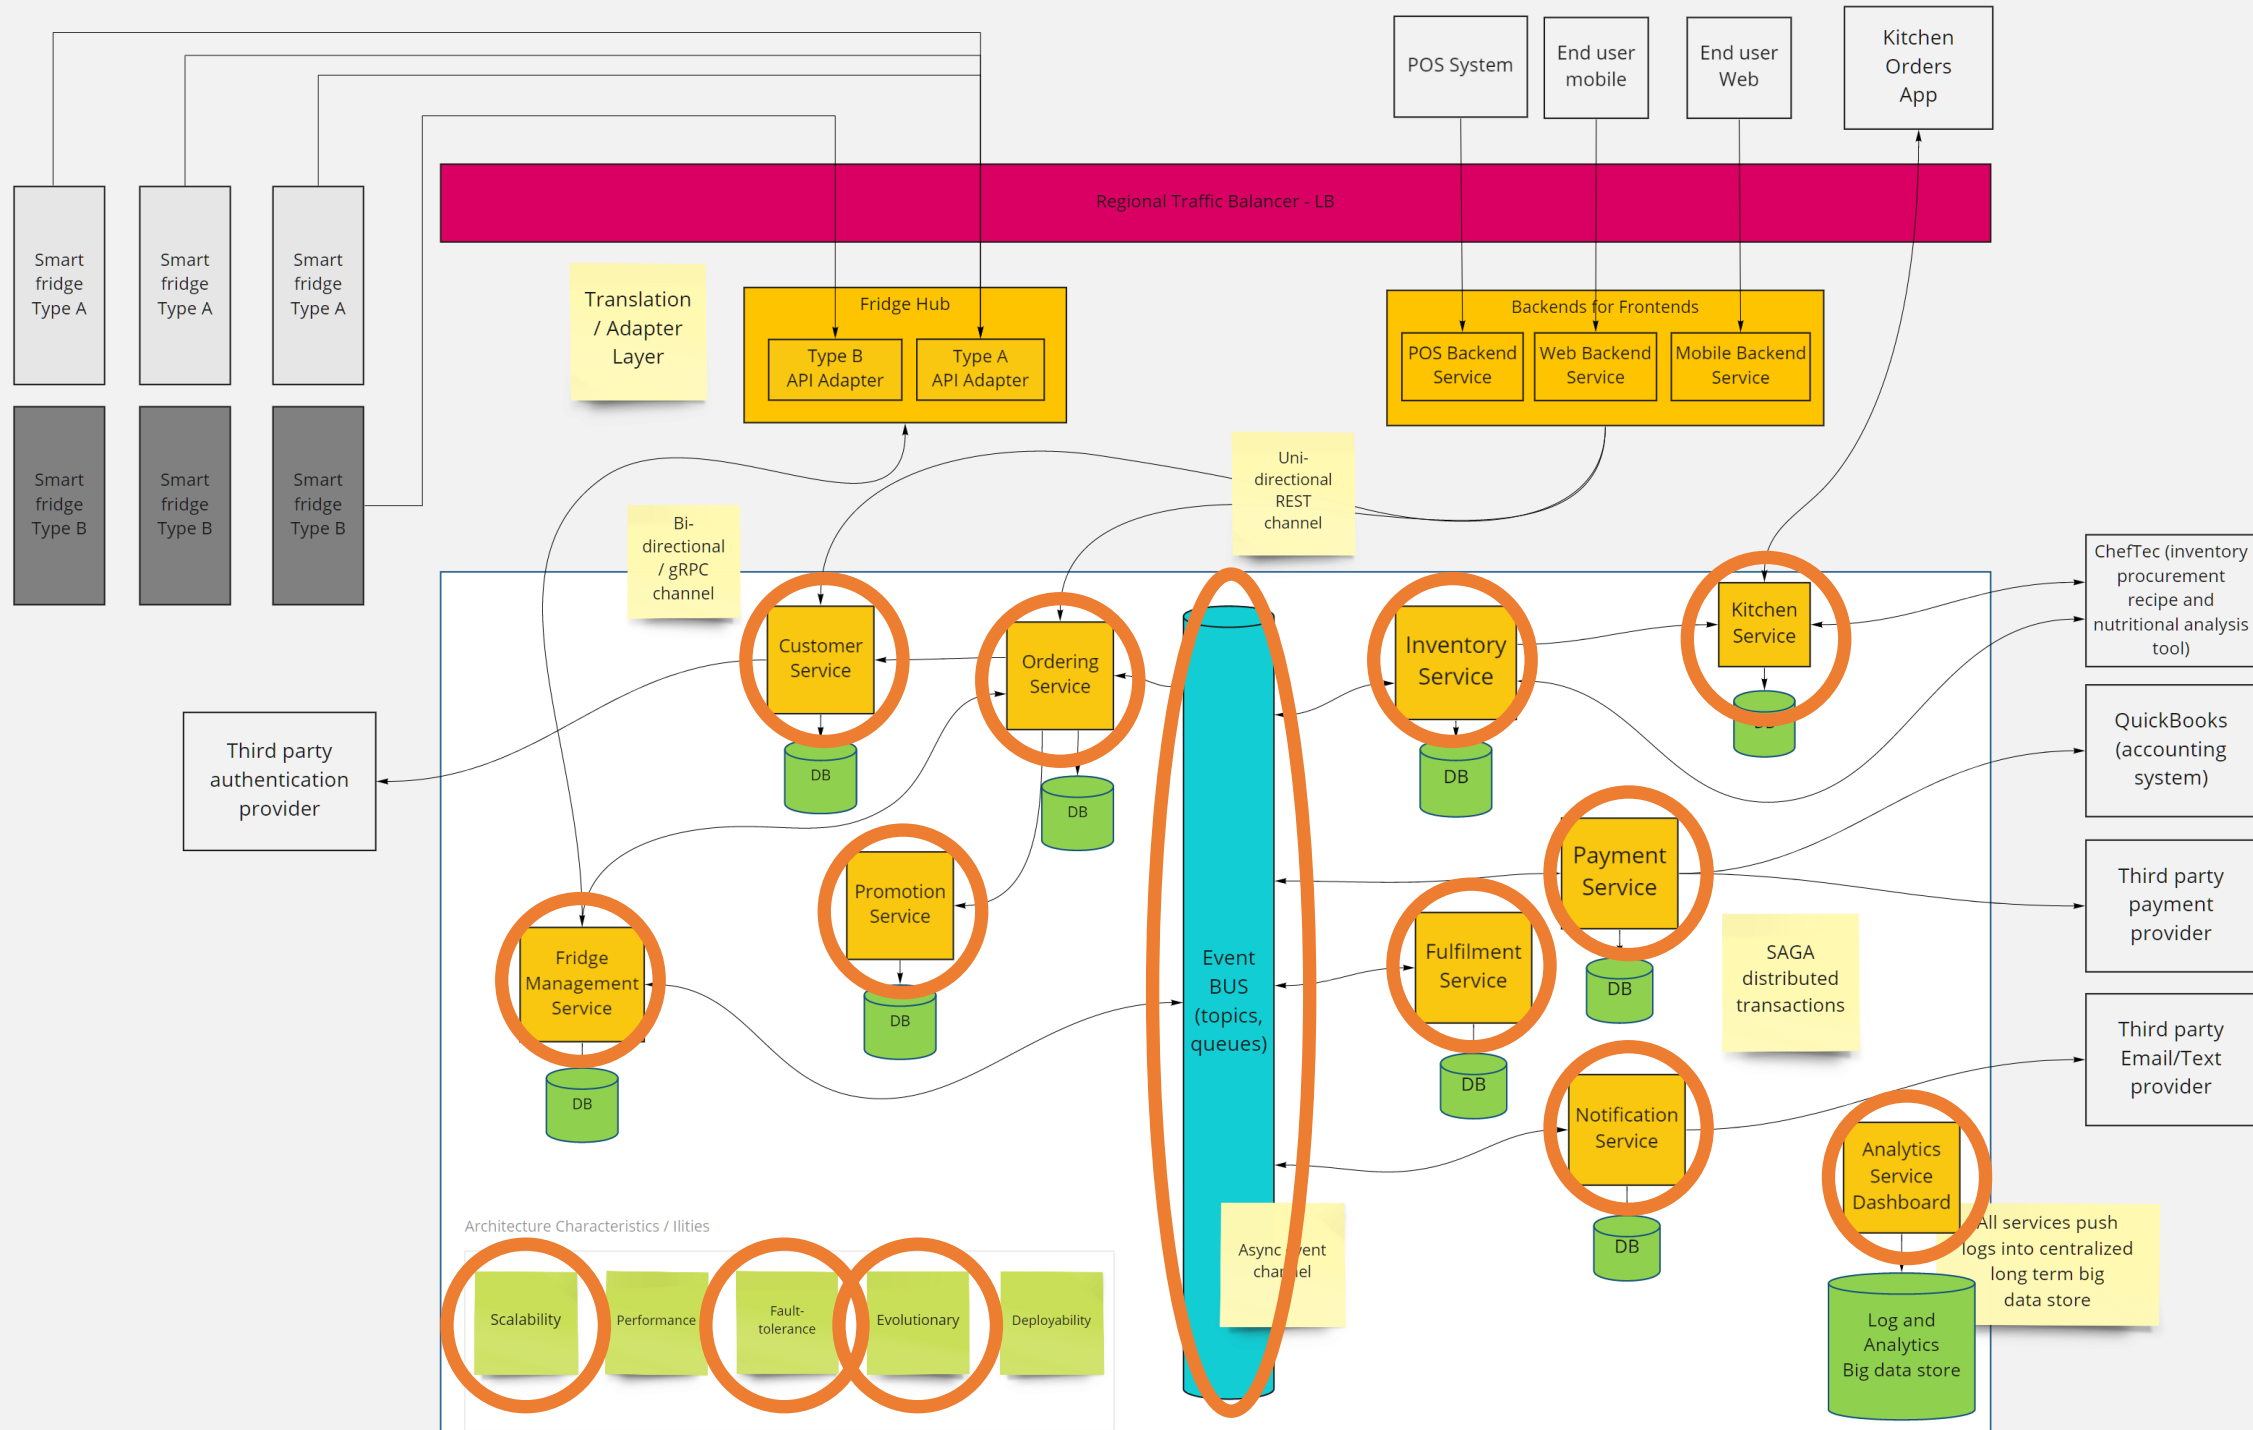 POS System
End user
mobile
End user
Web
Kitchen
Orders
App
Regional Traffic Balancer - LB
Smart
fridge
Type A
Smart
fridge
Type A
Smart
fridge
Type A
Smart
fridge
Type B
Smart
fridge
Type B
Smart
fridge
Type B
Translation
/ Adapter
Layer
Fridge Hub
Type B
API Adapter
Type A
API Adapter
Backends for Frontends
POS Backend
Service
Web Backend
Service
Mobile Backend
Service
Uni-
directional
REST
channel
Bi-
directional
/ gRPC
channel
Customer
Service
DB
Ordering
Service
DB
Inventory
Service
DB
Kitchen
Service
DB
ChefTec (inventory
procurement
recipe and
nutritional analysis
tool)
Third party
authentication
provider
QuickBooks
(accounting
system)
Promotion
Service
DB
Payment
Service
DB
Third party
payment
provider
Fridge
Management
Service
DB
Event
BUS
(topics,
queues)
Fulfilment
Service
DB
SAGA
distributed
transactions
Third party
Email/Text
provider
Notification
Service
DB
Analytics
Service
Dashboard
All services push
logs into centralized
long term big
data store
Log and
Analytics
Big data store
Async event
channel
Architecture Characteristics / Ilities
Scalability
Performance
Fault-
tolerance
Evolutionary
Deployability